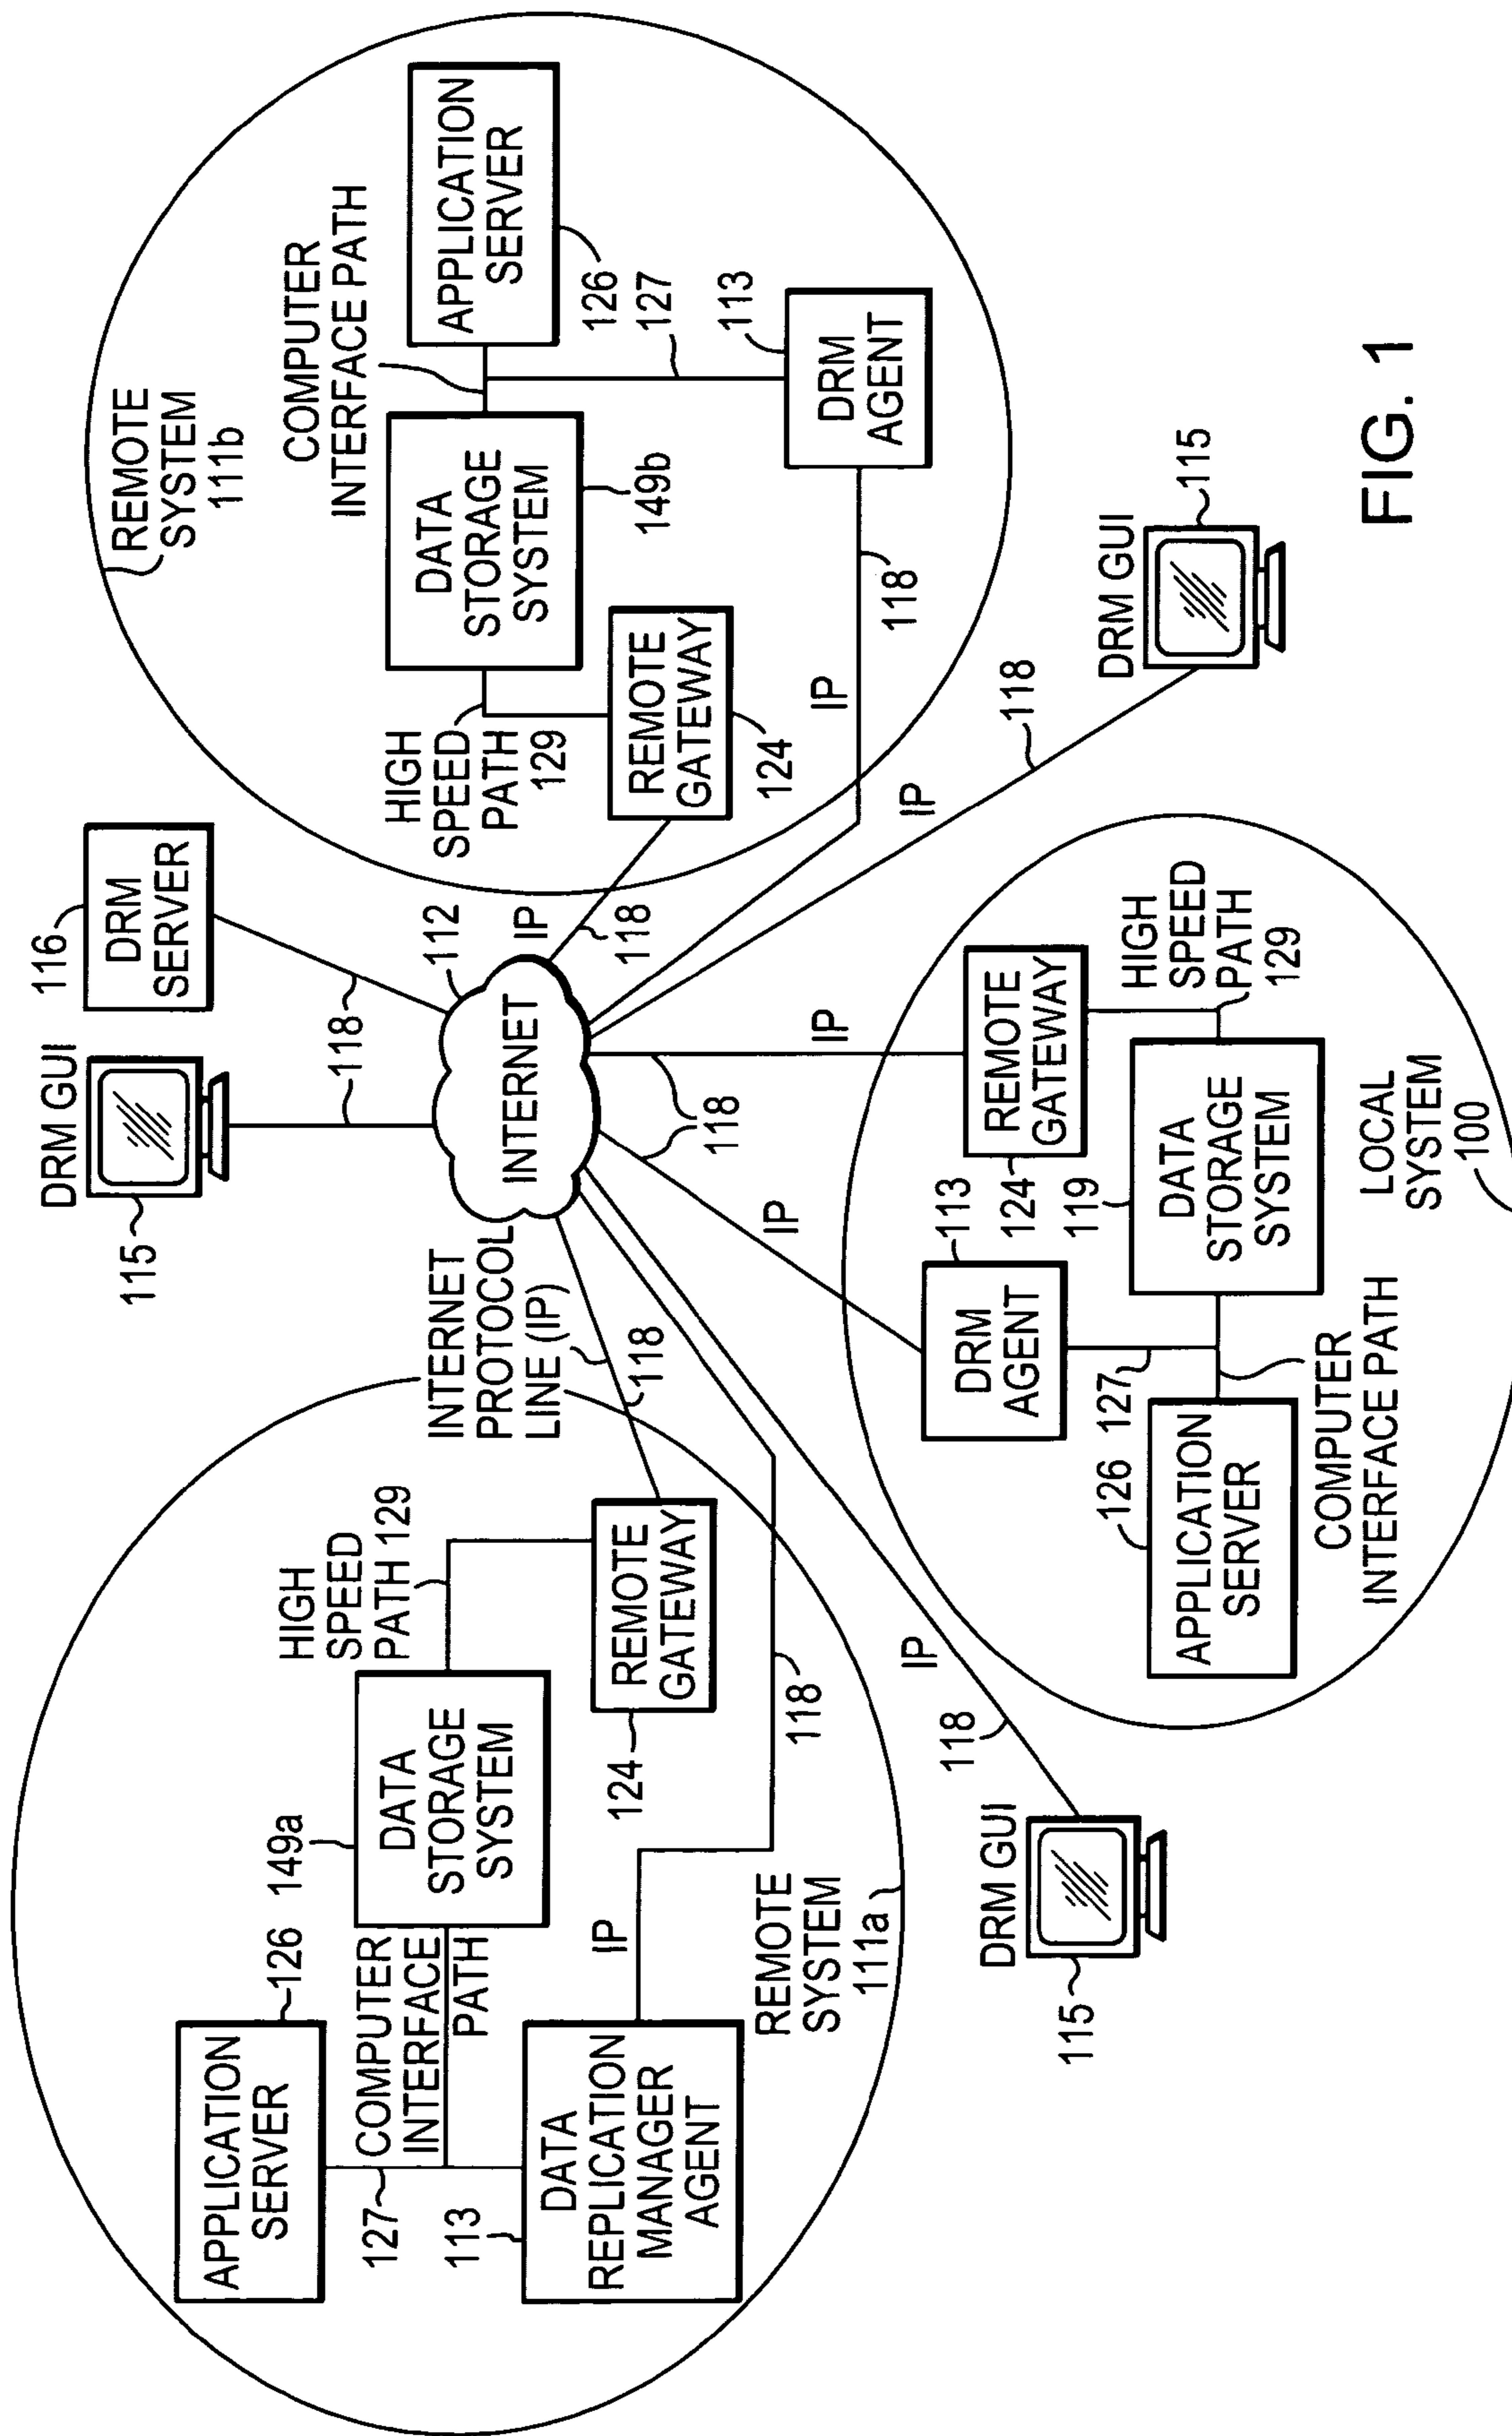 APPLICATION
SERVER
126
149a
COMPUTER
INTERFACE
PATH
127
113
DATA
REPLICATION
MANAGER
AGENT
DATA
STORAGE
SYSTEM
HIGH
SPEED
PATH 129
REMOTE
GATEWAY
124
IP
118
REMOTE
SYSTEM
111a
INTERNET
PROTOCOL
LINE (IP)
118
DRM GUI
115
118
116
DRM
SERVER
112
INTERNET
REMOTE
SYSTEM
111b
COMPUTER
INTERFACE PATH
APPLICATION
SERVER
126
127
DATA
STORAGE
SYSTEM
149b
HIGH
SPEED
PATH
129
REMOTE
GATEWAY
124
113
DRM
AGENT
IP
118
IP
118
IP
118
DRM GUI
115
IP
118
DRM GUI
115
IP
118
IP
113
DRM
AGENT
124
REMOTE
GATEWAY
HIGH
SPEED
PATH
129
119
DATA
STORAGE
SYSTEM
126
127
APPLICATION
SERVER
COMPUTER
INTERFACE PATH
LOCAL
SYSTEM
100
FIG. 1